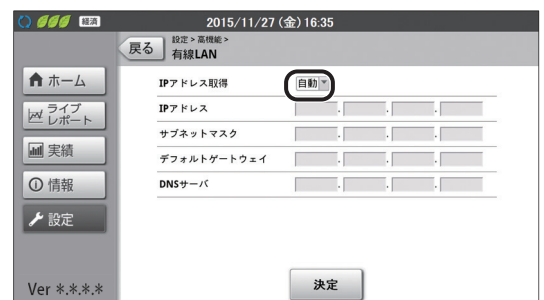 経済 2015/11/27 (金) 16:35
戻る
設定 > 高機能 >
有線LAN
ホーム
ライブ
レポート
実績
情報
設定
Ver *.*.*.*
IPアドレス取得 自動
IPアドレス . . .
サブネットマスク . . .
デフォルトゲートウェイ . . .
DNSサーバ . . .
決定